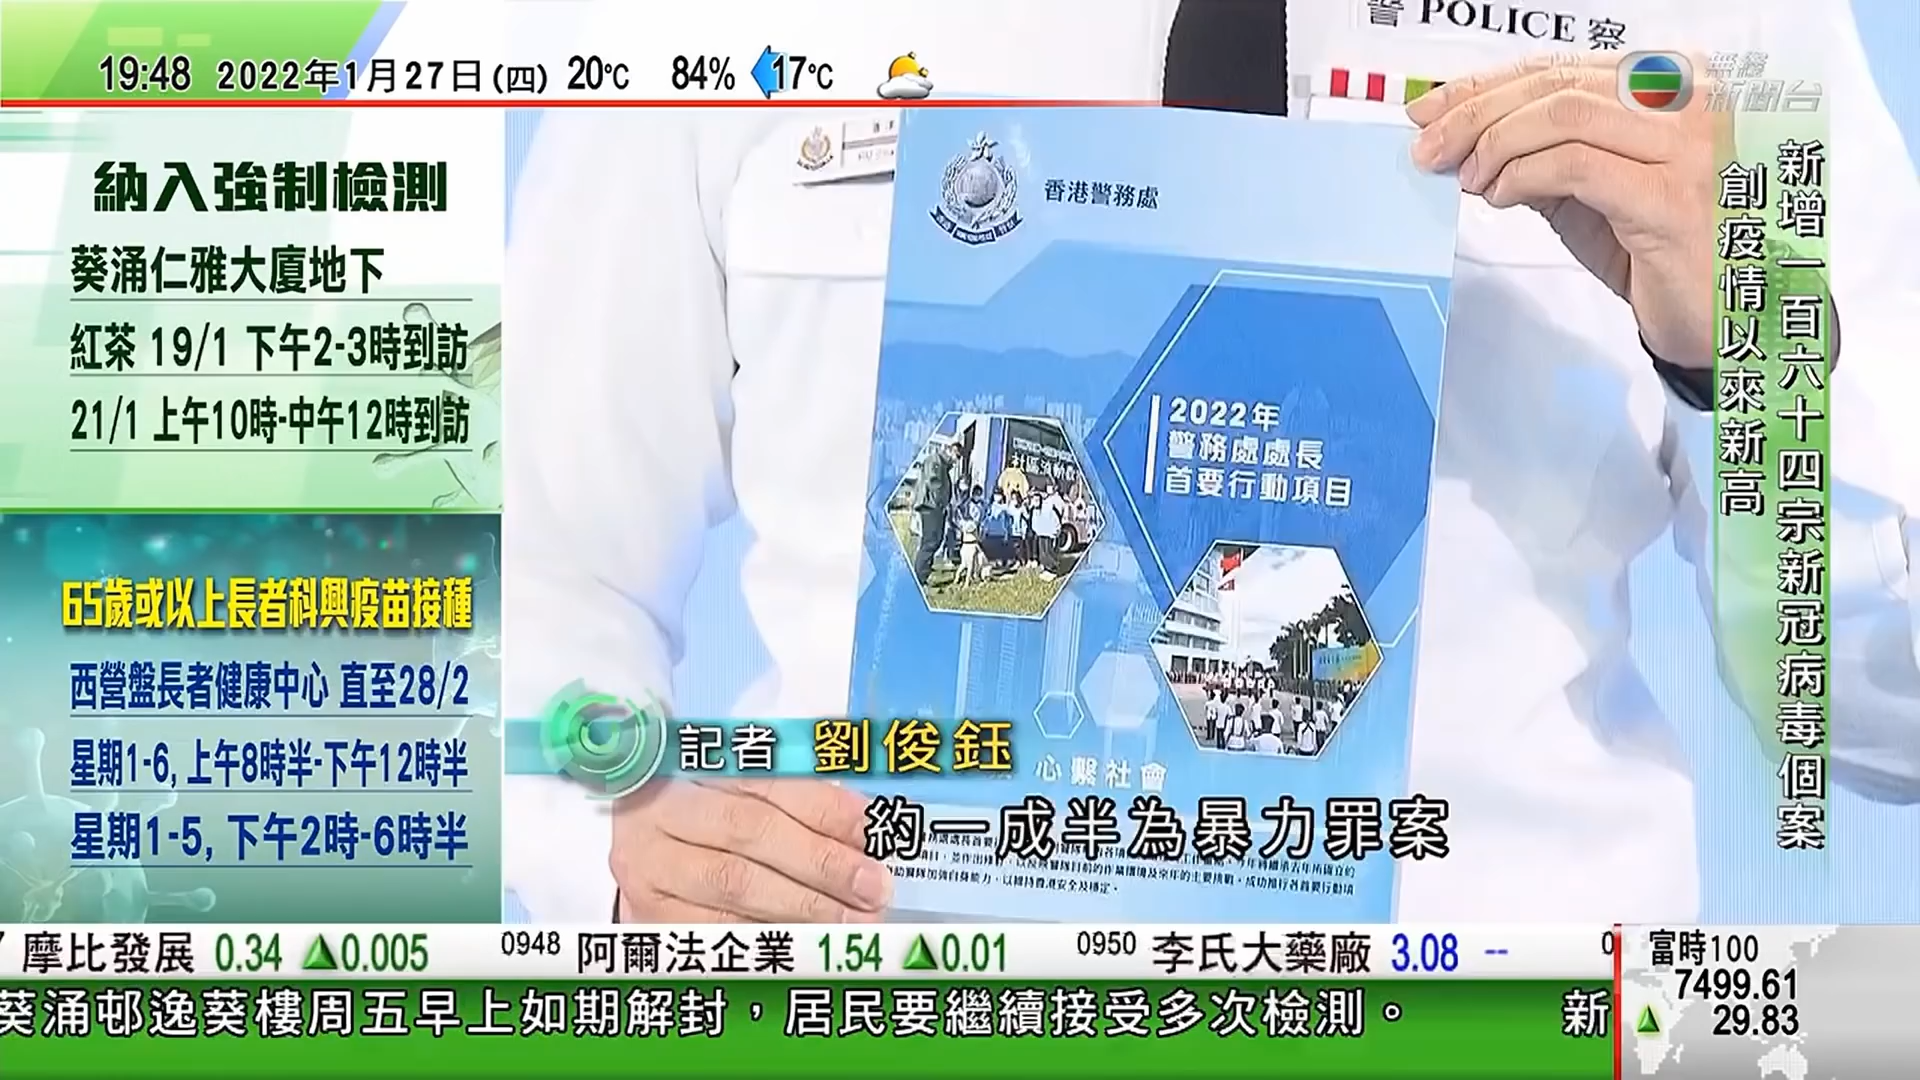 19:48 2022年1月27日(四) 20℃ 84% 17℃
警 POLICE 察
無綫
新聞台
納入強制檢測
葵涌仁雅大廈地下
紅茶 19/1 下午2-3時到訪
21/1 上午10時-中午12時到訪
65歲或以上長者科興疫苗接種
西營盤長者健康中心 直至28/2
星期1-6, 上午8時半-下午12時半
星期1-5, 下午2時-6時半
香港警務處
2022年
警務處處長
首要行動項目
心繫社會
新增一百六十四宗新冠病毒個案
創疫情以來新高
記者 劉俊鈺
約一成半為暴力罪案
摩比發展 0.34 ▲0.005 0948 阿爾法企業 1.54 ▲0.01 0950 李氏大藥廠 3.08 -- 0
葵涌邨逸葵樓周五早上如期解封，居民要繼續接受多次檢測。 新
富時100
7499.61
▲ 29.83